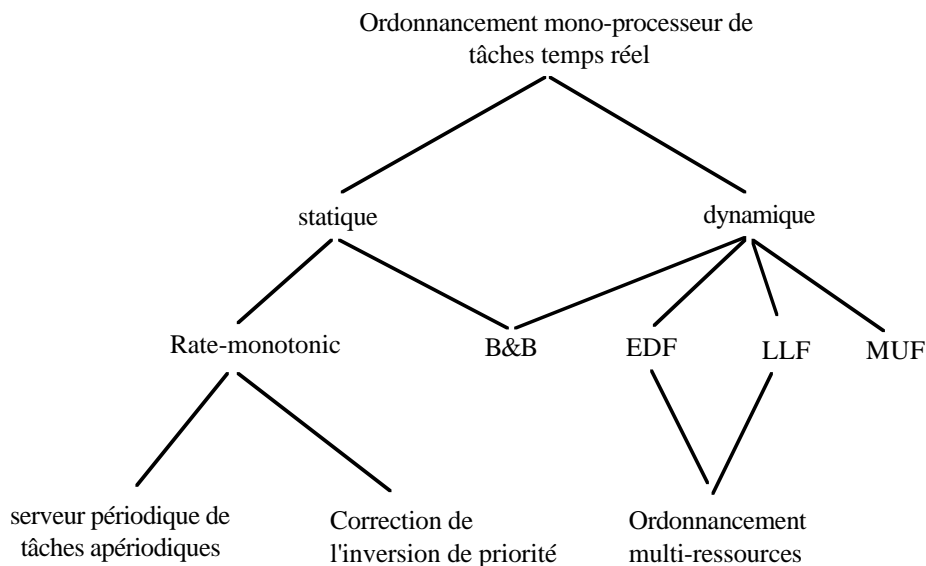 Ordonnancement mono-processeur de
tâches temps réel
statique
dynamique
Rate-monotonic
B&B
EDF
LLF
MUF
serveur périodique de
tâches apériodiques
Correction de
l'inversion de priorité
Ordonnancement
multi-ressources